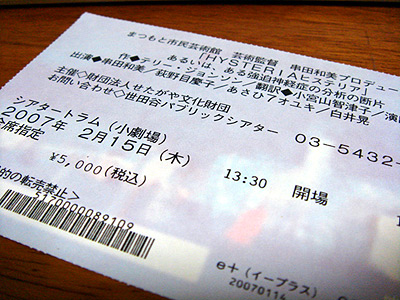 まつもと市民芸術館 芸術監督 串田和美プロデュー
「HYSTERIAヒステリア」
あるいは、ある強迫神経症の分析の断片
作◆テリー・ジョンソン 翻訳◆小宮山智津子／演
出演◆串田和美／荻野目慶子／あさひ7オユキ／白井晃
主催◇財団法人せたがや文化財団
お問い合わせ◇世田谷パブリックシアター 03-5432-
シアタートラム（小劇場）
2007年 2月15日（木） 13:30 開場
席指定
¥5,000（税込）
的の転売禁止＞
5170000089109
e+（イープラス）
20070116